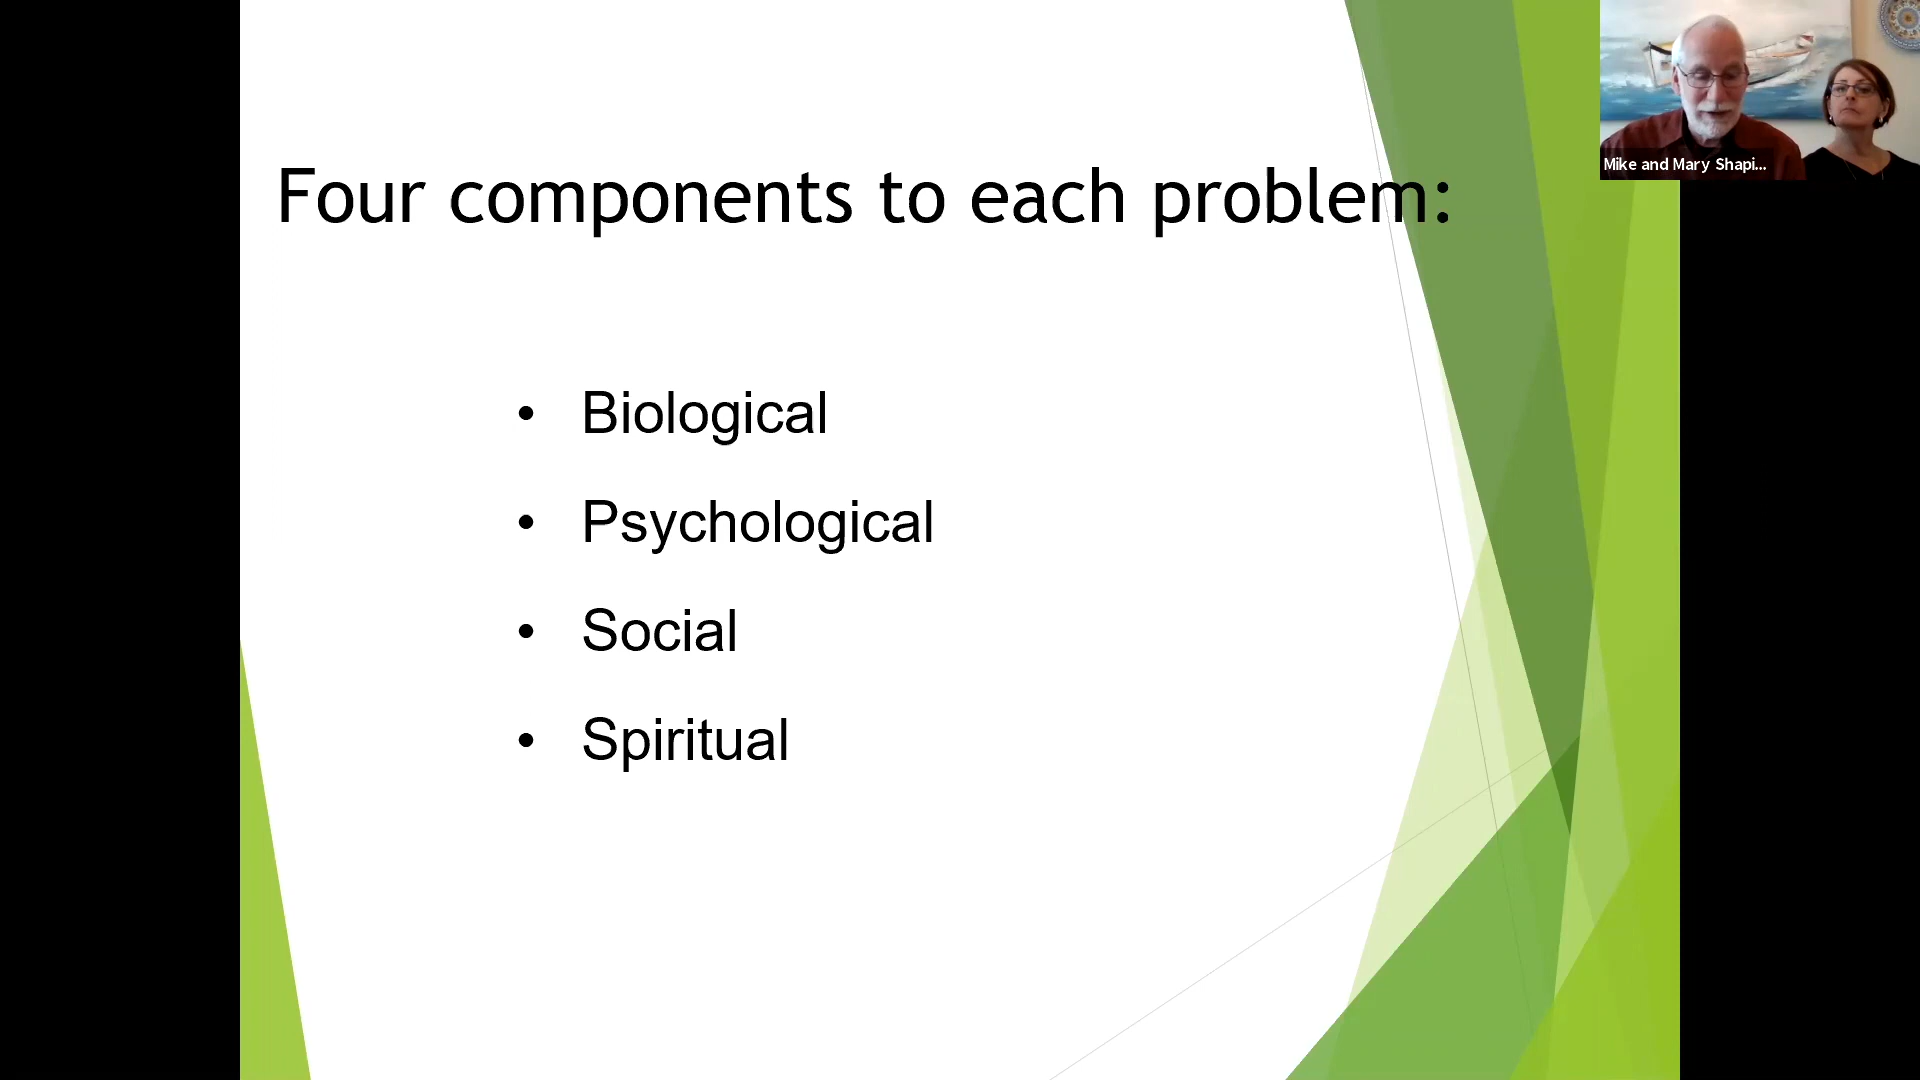 Four components to each problem:
• Biological
• Psychological
• Social
• Spiritual
Mike and Mary Shapi...